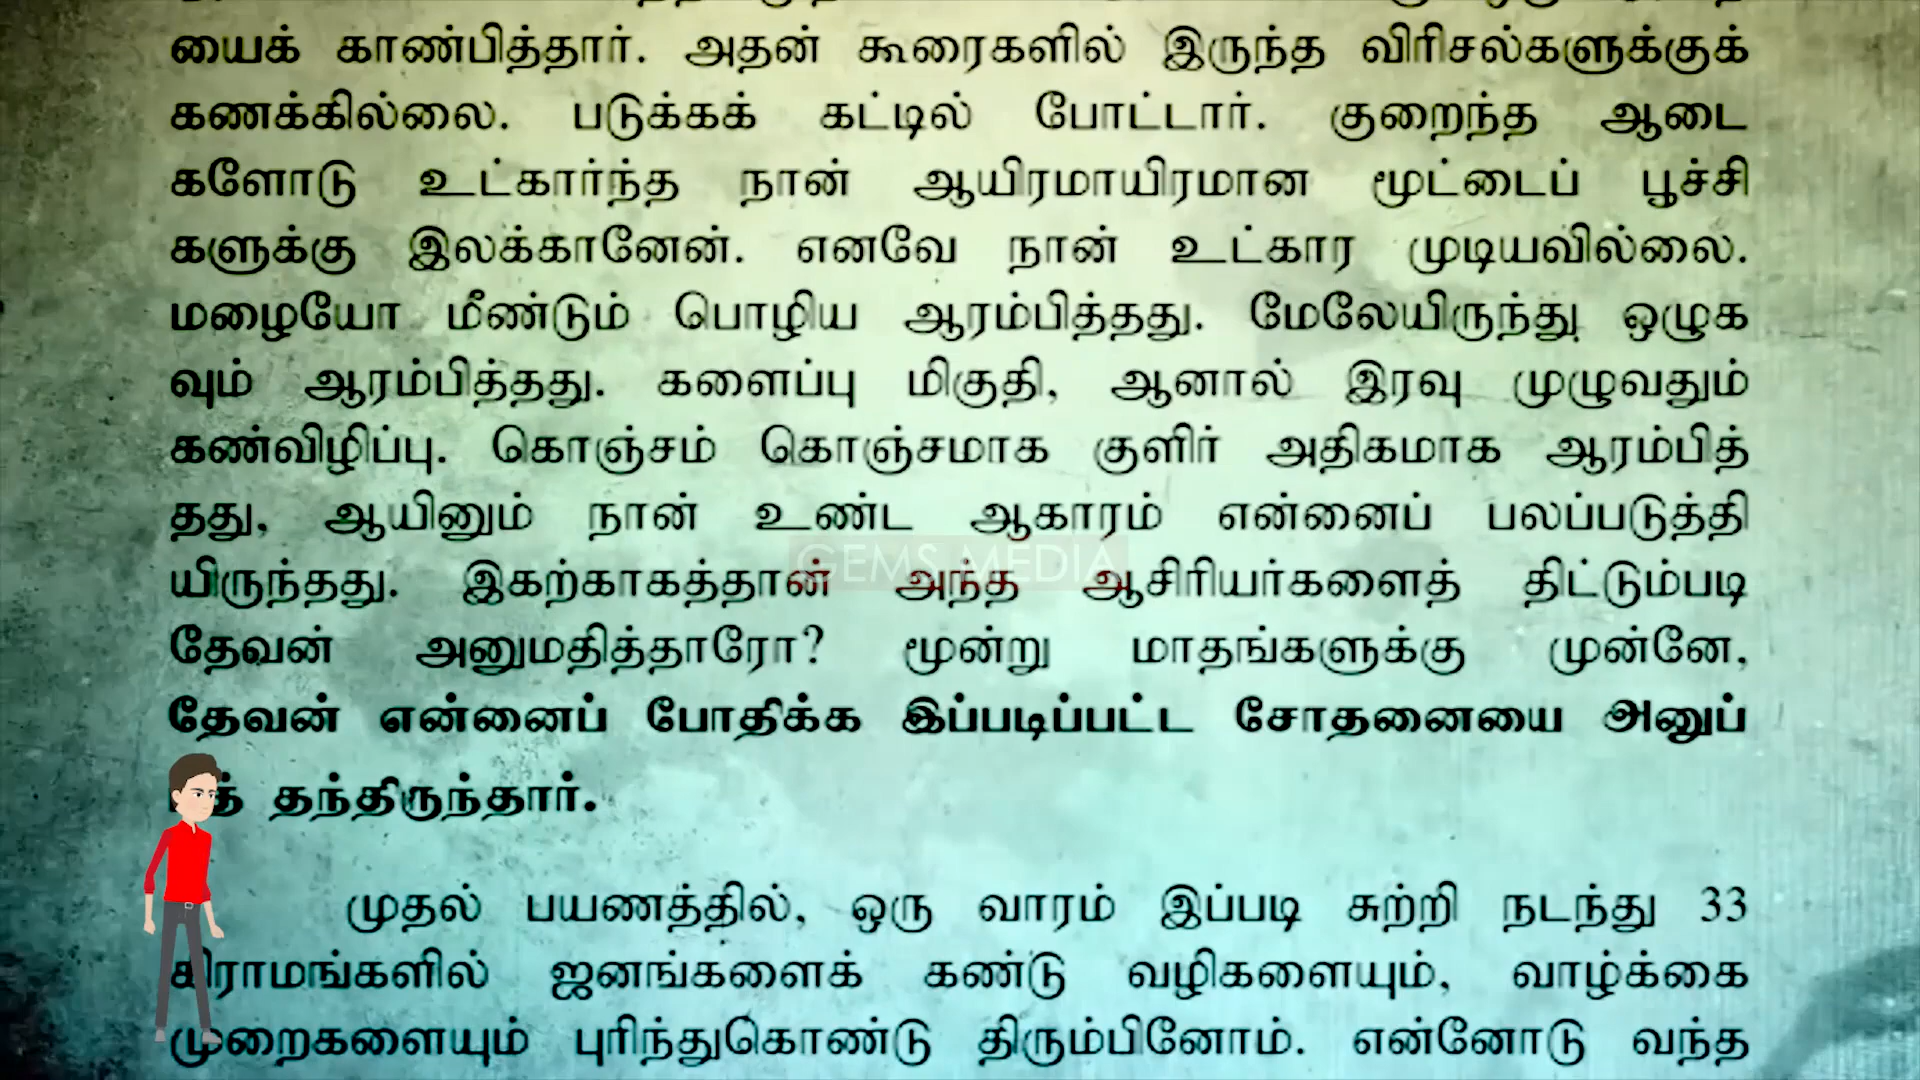 யைக் காண்பித்தார். அதன் கூரைகளில் இருந்த விரிசல்களுக்குக்
கணக்கில்லை. படுக்கக் கட்டில் போட்டார். குறைந்த ஆடை
களோடு உட்கார்ந்த நான் ஆயிரமாயிரமான மூட்டைப் பூச்சி
களுக்கு இலக்கானேன். எனவே நான் உட்கார முடியவில்லை.
மழையோ மீண்டும் பொழிய ஆரம்பித்தது. மேலேயிருந்து ஒழுக
வும் ஆரம்பித்தது. களைப்பு மிகுதி, ஆனால் இரவு முழுவதும்
கண்விழிப்பு. கொஞ்சம் கொஞ்சமாக குளிர் அதிகமாக ஆரம்பித்
தது, ஆயினும் நான் உண்ட ஆகாரம் என்னைப் பலப்படுத்தி
GEMS MEDIA
யிருந்தது. இகற்காகத்தான் அந்த ஆசிரியர்களைத் திட்டும்படி
தேவன் அனுமதித்தாரோ? மூன்று மாதங்களுக்கு முன்னே,
தேவன் என்னைப் போதிக்க இப்படிப்பட்ட சோதனையை அனுப்
தந்திருந்தார்.
முதல் பயணத்தில், ஒரு வாரம் இப்படி சுற்றி நடந்து 33
கிராமங்களில் ஜனங்களைக் கண்டு வழிகளையும், வாழ்க்கை
முறைகளையும் புரிந்துகொண்டு திரும்பினோம். என்னோடு வந்த